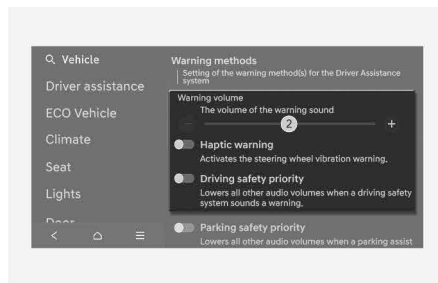 Vehicle
Driver assistance
ECO Vehicle
Climate
Seat
Lights
Door
Warning methods
Setting of the warning method(s) for the Driver Assistance
system
Warning volume
The volume of the warning sound
2
+
Haptic warning
Activates the steering wheel vibration warning.
Driving safety priority
Lowers all other audio volumes when a driving safety
system sounds a warning.
Parking safety priority
Lowers all other audio volumes when a parking assist